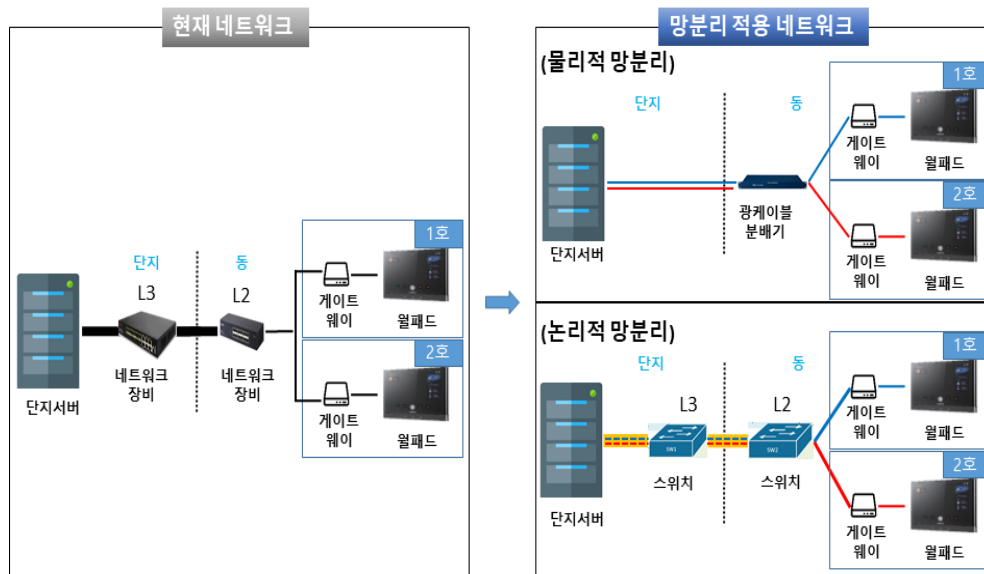 현재 네트워크
단지
동
L3
L2
네트워크
장비
네트워크
장비
단지서버
1호
게이트
웨이
월패드
2호
게이트
웨이
월패드
망분리 적용 네트워크
(물리적 망분리)
단지
동
단지서버
광케이블
분배기
1호
게이트
웨이
월패드
2호
게이트
웨이
월패드
(논리적 망분리)
단지
동
L3
L2
SW1
SW2
스위치
스위치
단지서버
1호
게이트
웨이
월패드
2호
게이트
웨이
월패드